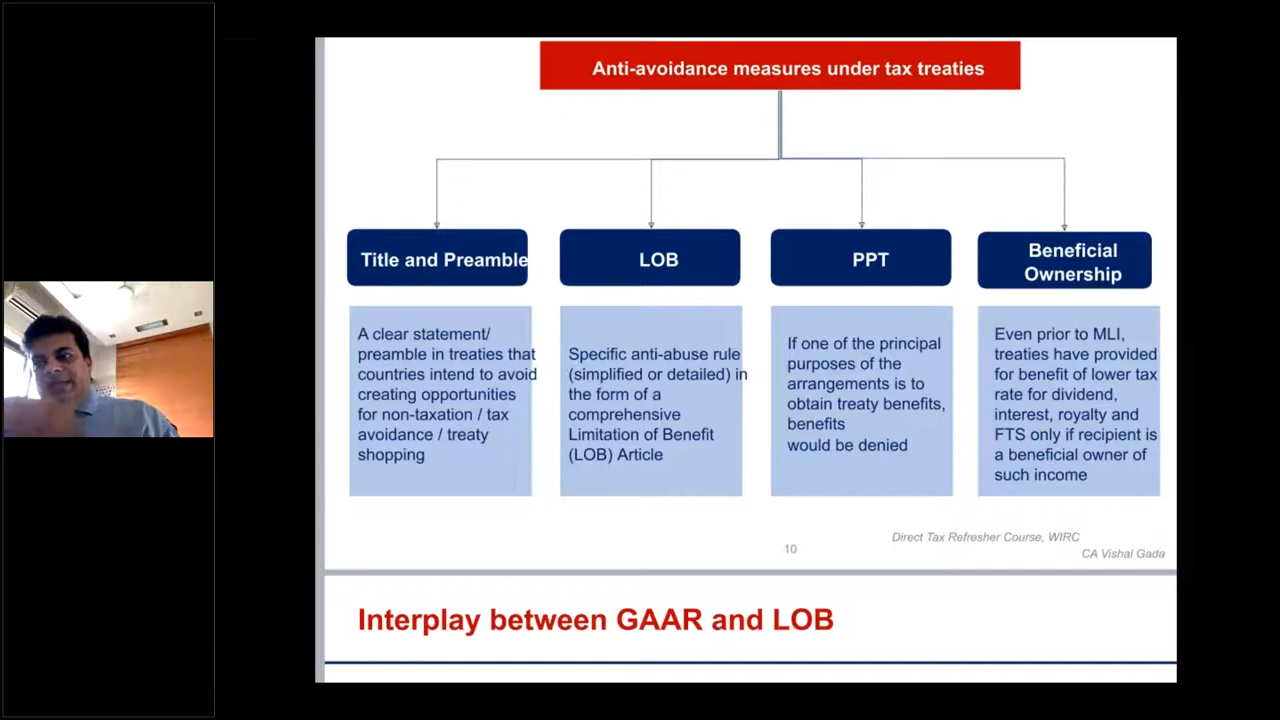 Anti-avoidance measures under tax treaties
Title and Preamble
A clear statement/
preamble in treaties that
countries intend to avoid
creating opportunities
for non-taxation / tax
avoidance / treaty
shopping
LOB
Specific anti-abuse rule
(simplified or detailed) in
the form of a
comprehensive
Limitation of Benefit
(LOB) Article
PPT
If one of the principal
purposes of the
arrangements is to
obtain treaty benefits,
benefits
would be denied
Beneficial
Ownership
Even prior to MLI,
treaties have provided
for benefit of lower tax
rate for dividend,
interest, royalty and
FTS only if recipient is
a beneficial owner of
such income
10
Direct Tax Refresher Course, WIRC
CA Vishal Gada
Interplay between GAAR and LOB